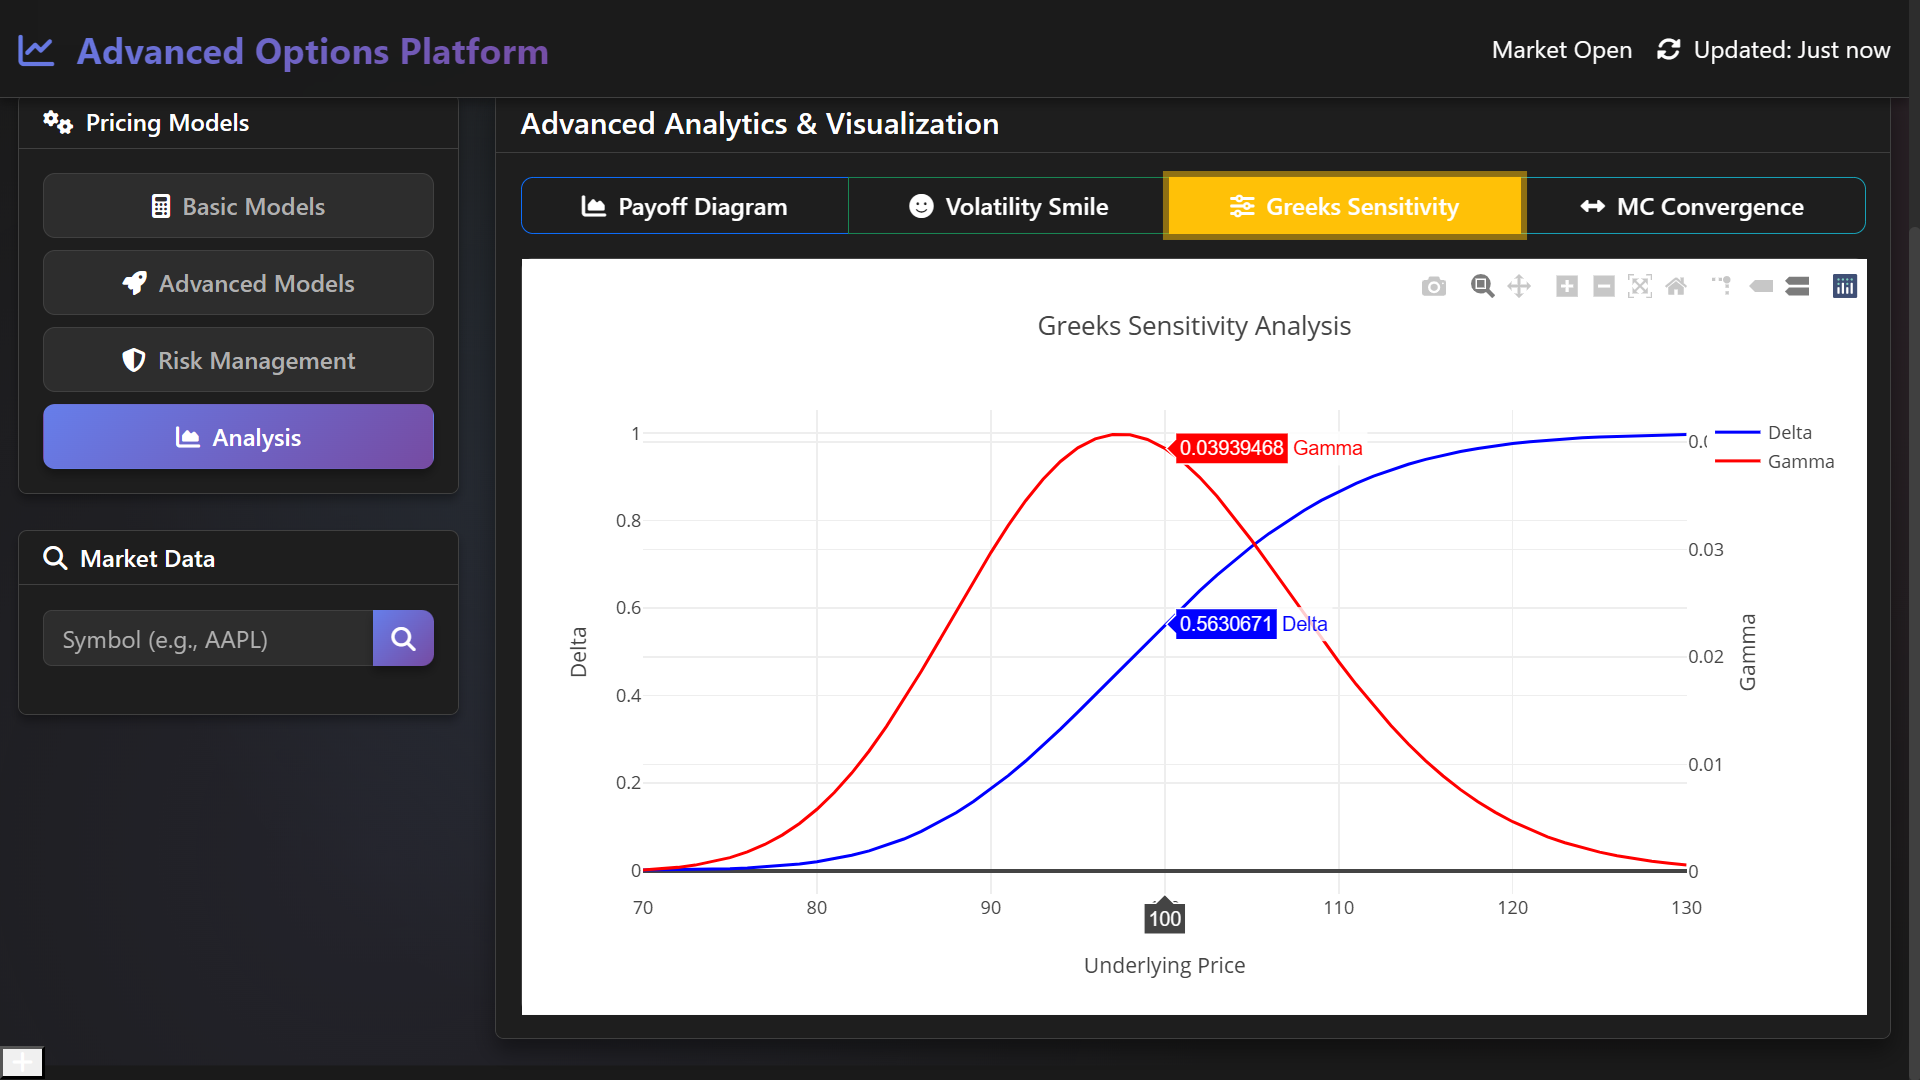 Advanced Options Platform
Market Open
Updated: Just now
Pricing Models
Basic Models
Advanced Models
Risk Management
Analysis
Market Data
Symbol (e.g., AAPL)
Advanced Analytics & Visualization
Payoff Diagram
Volatility Smile
Greeks Sensitivity
MC Convergence
Greeks Sensitivity Analysis
1
0.8
0.6
0.4
0.2
0
Delta
0.03939468 Gamma
0.5630671 Delta
0.03
0.02
0.01
0
Gamma
Delta
Gamma
70
80
90
100
110
120
130
Underlying Price